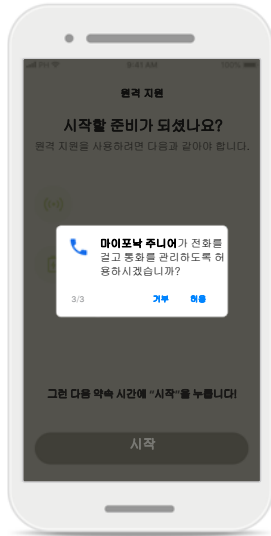 9:41 AM
100%
원격 지원
시작할 준비가 되셨나요?
원격 지원을 사용하려면 다음과 같아야 합니다.
마이포낙 주니어가 전화를
걸고 통화를 관리하도록 허
용하시겠습니까?
3/3 거부 허용
그런 다음 약속 시간에 "시작"을 누릅니다!
시작